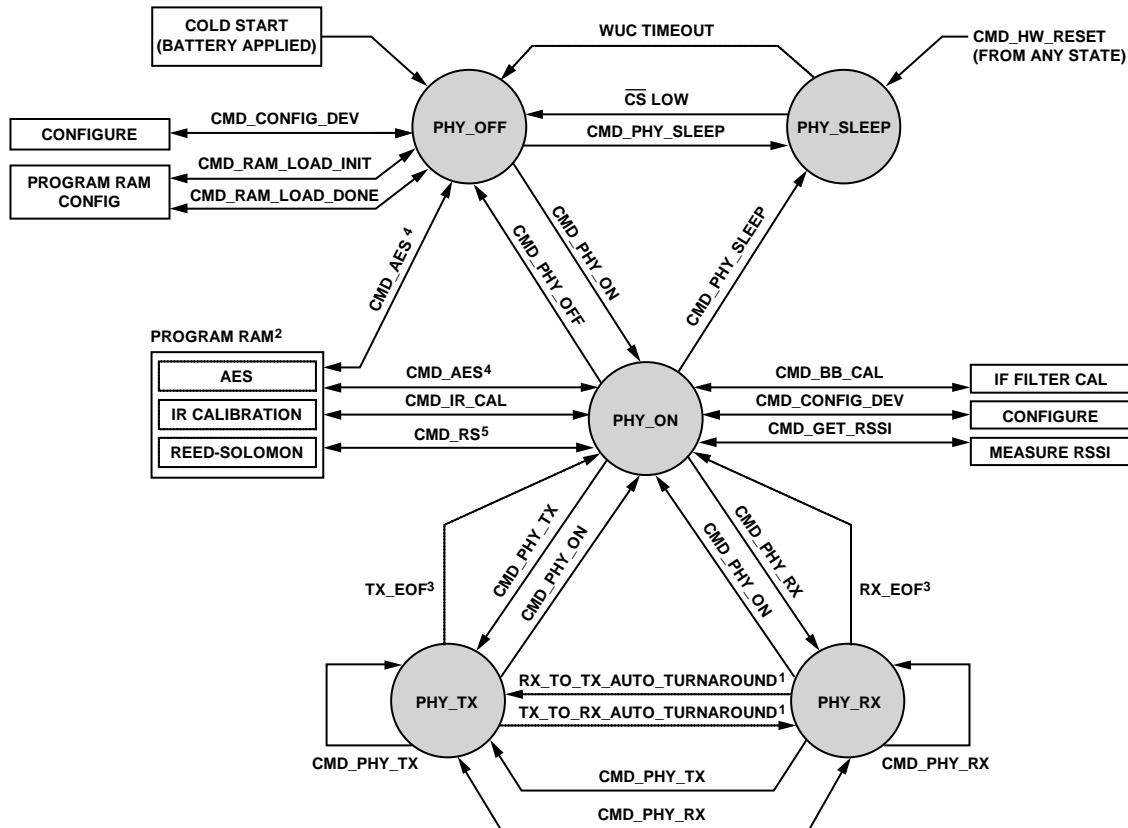 COLD START
(BATTERY APPLIED)
WUC TIMEOUT
CMD_HW_RESET
(FROM ANY STATE)
CS LOW
PHY_OFF
PHY_SLEEP
CMD_PHY_SLEEP
CONFIGURE
CMD_CONFIG_DEV
CMD_RAM_LOAD_INIT
PROGRAM RAM
CONFIG
CMD_RAM_LOAD_DONE
CMD_AES 4
CMD_PHY_OFF
CMD_PHY_ON
CMD_PHY_SLEEP
PROGRAM RAM2
AES
IR CALIBRATION
REED-SOLOMON
CMD_AES4
CMD_IR_CAL
CMD_RS5
PHY_ON
CMD_BB_CAL
CMD_CONFIG_DEV
CMD_GET_RSSI
IF FILTER CAL
CONFIGURE
MEASURE RSSI
TX_EOF3
CMD_PHY_TX
CMD_PHY_ON
CMD_PHY_ON
CMD_PHY_RX
RX_EOF3
PHY_TX
RX_TO_TX_AUTO_TURNAROUND1
TX_TO_RX_AUTO_TURNAROUND1
PHY_RX
CMD_PHY_TX
CMD_PHY_TX
CMD_PHY_RX
CMD_PHY_RX